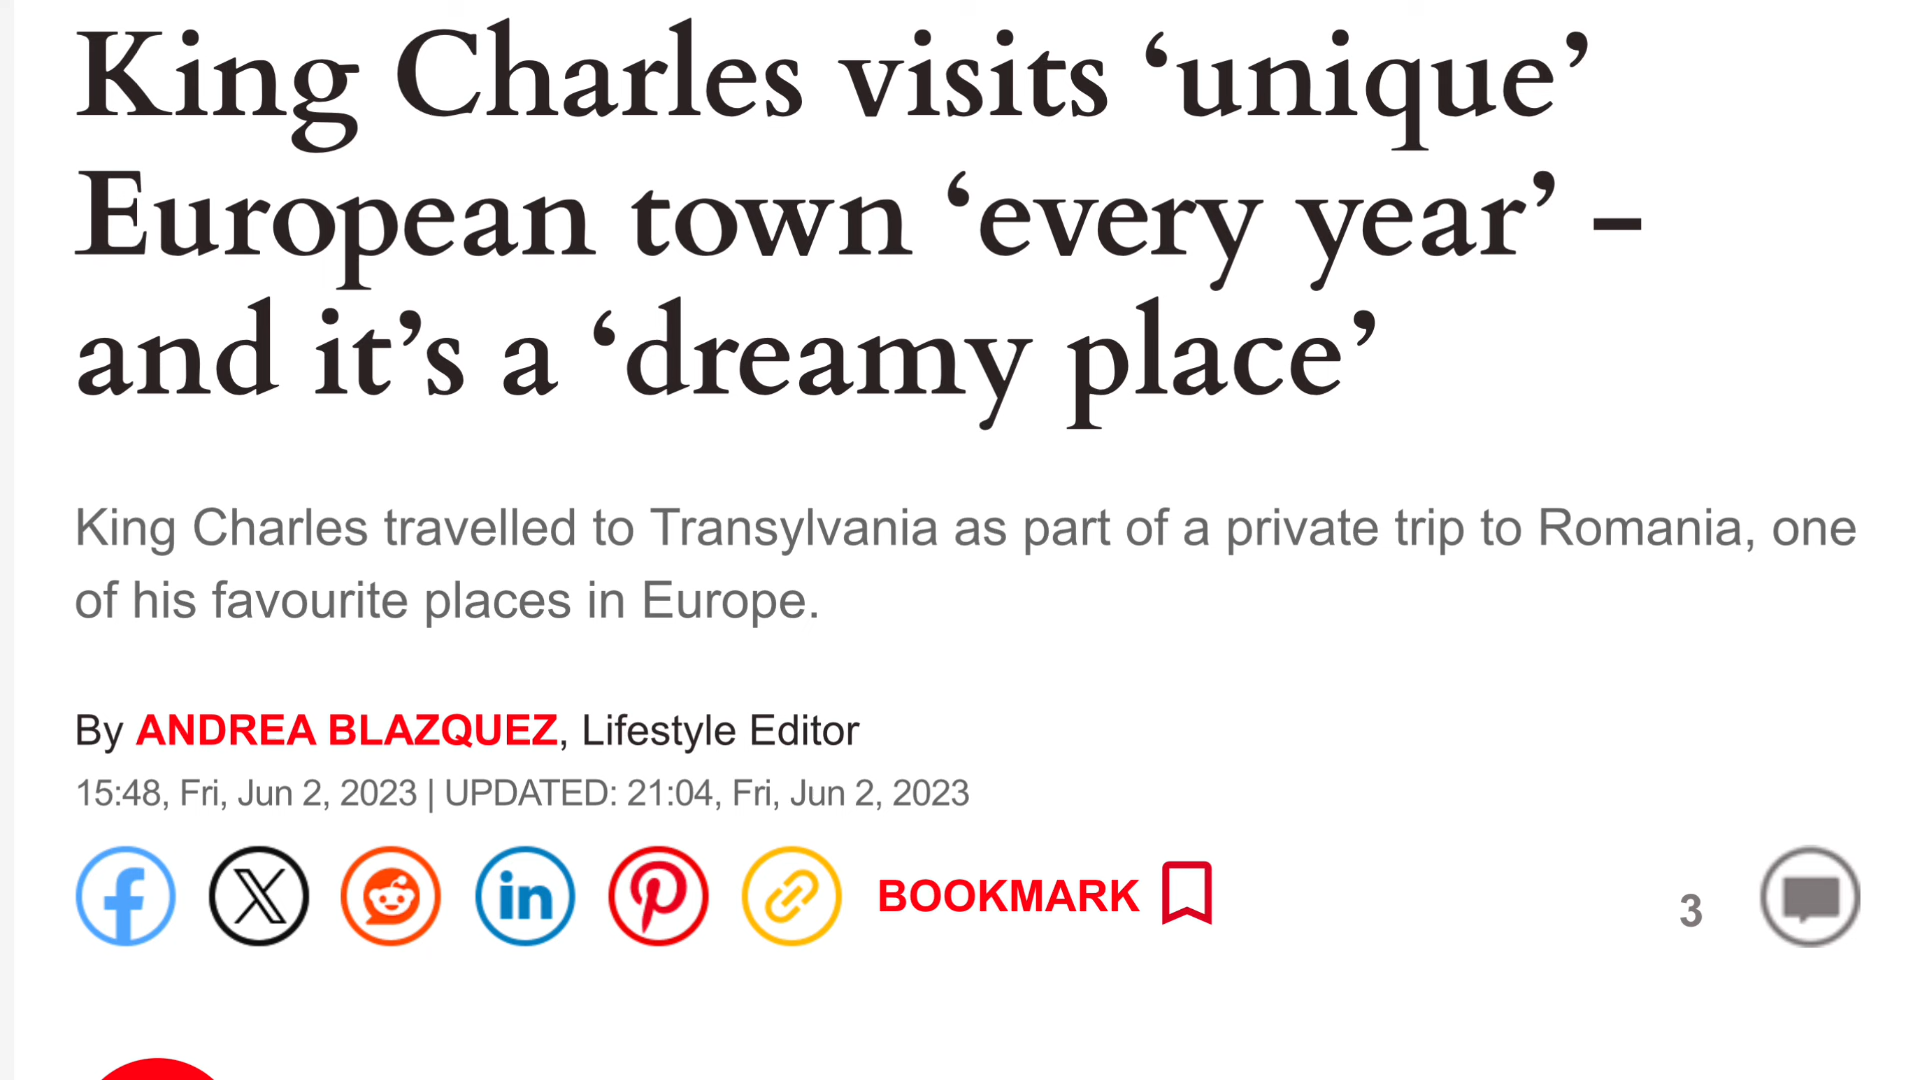 King Charles visits ‘unique’
European town ‘every year’ –
and it’s a ‘dreamy place’
King Charles travelled to Transylvania as part of a private trip to Romania, one
of his favourite places in Europe.
By ANDREA BLAZQUEZ, Lifestyle Editor
15:48, Fri, Jun 2, 2023 | UPDATED: 21:04, Fri, Jun 2, 2023
in BOOKMARK 3